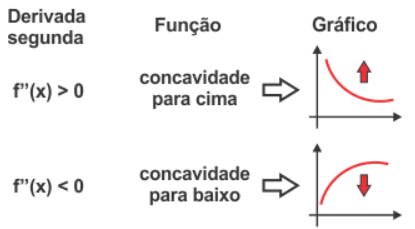 Derivada
segunda
Função
Gráfico
f”(x) > 0
concavidade
para cima
f”(x) < 0
concavidade
para baixo